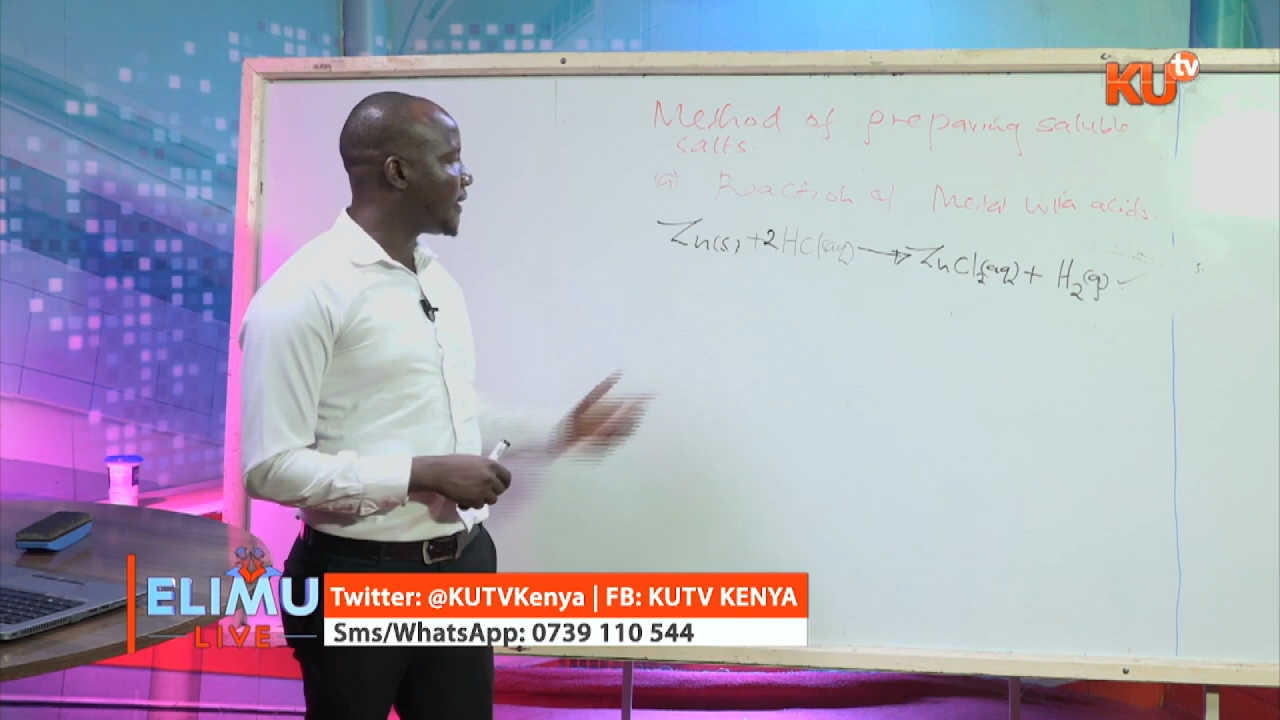 KU tv
Method of preparing saluble
salts.
(a) Reaction of Metal with acids
Zn(s) + 2HCl(aq) → ZnCl2(aq) + H2(g) ✓
ELIMU
LIVE
Twitter: @KUTVKenya | FB: KUTV KENYA
Sms/WhatsApp: 0739 110 544